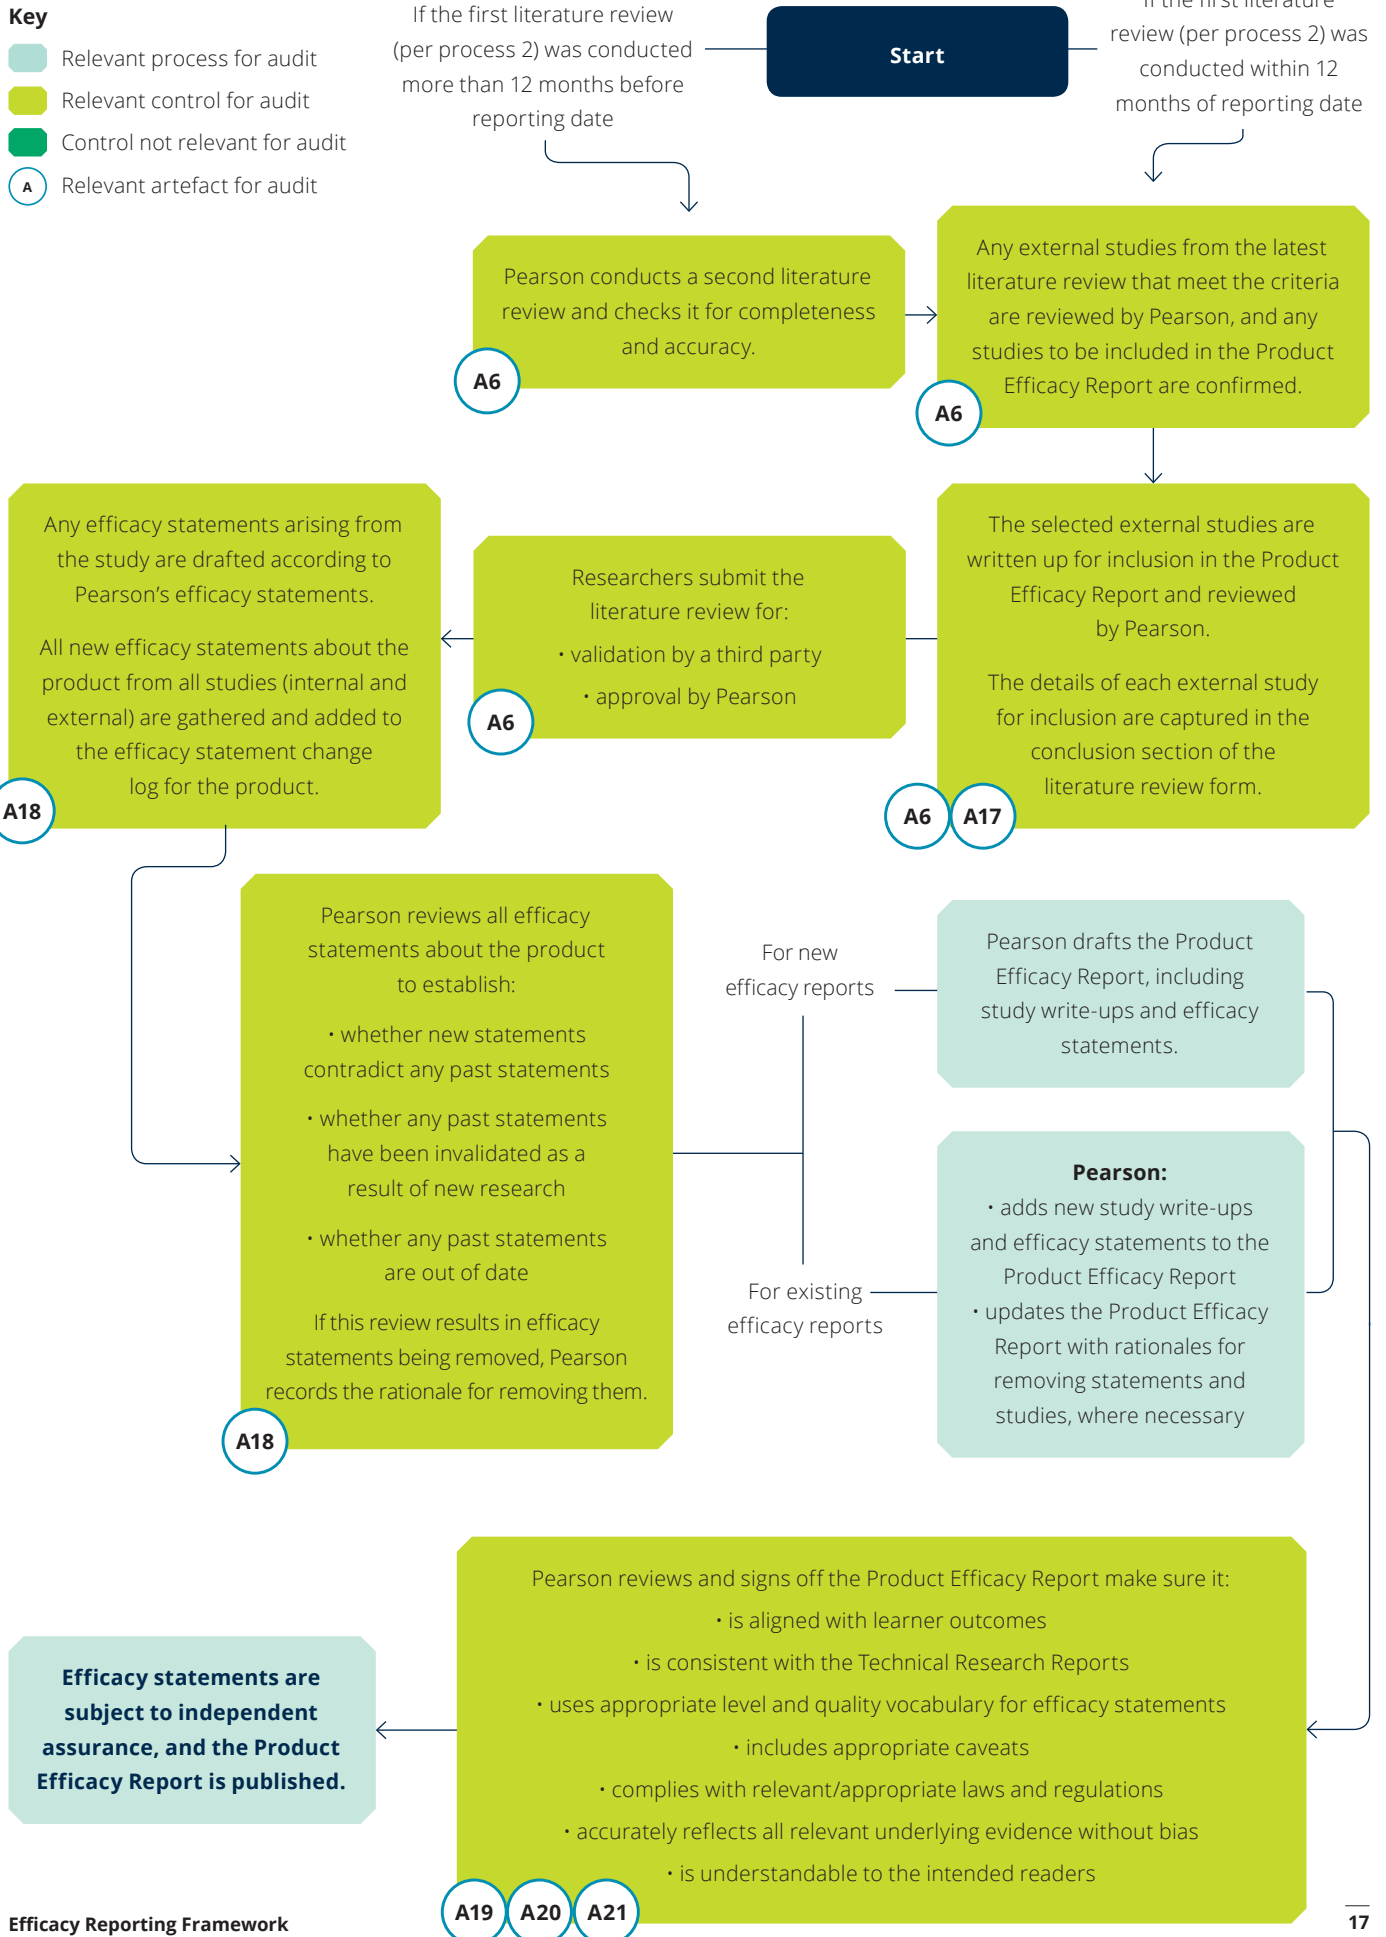 Key
Relevant process for audit
Relevant control for audit
Control not relevant for audit
A
Relevant artefact for audit
If the first literature review
(per process 2) was conducted
more than 12 months before
reporting date
Start
If the first literature
review (per process 2) was
conducted within 12
months of reporting date
Pearson conducts a second literature
review and checks it for completeness
and accuracy.
A6
Any external studies from the latest
literature review that meet the criteria
are reviewed by Pearson, and any
studies to be included in the Product
Efficacy Report are confirmed.
A6
The selected external studies are
written up for inclusion in the Product
Efficacy Report and reviewed
by Pearson.
The details of each external study
for inclusion are captured in the
conclusion section of the
literature review form.
A6
A17
Researchers submit the
literature review for:
• validation by a third party
• approval by Pearson
A6
Any efficacy statements arising from
the study are drafted according to
Pearson’s efficacy statements.
All new efficacy statements about the
product from all studies (internal and
external) are gathered and added to
the efficacy statement change
log for the product.
A18
Pearson reviews all efficacy
statements about the product
to establish:
• whether new statements
contradict any past statements
• whether any past statements
have been invalidated as a
result of new research
• whether any past statements
are out of date
If this review results in efficacy
statements being removed, Pearson
records the rationale for removing them.
A18
For new
efficacy reports
Pearson drafts the Product
Efficacy Report, including
study write-ups and efficacy
statements.
For existing
efficacy reports
Pearson:
• adds new study write-ups
and efficacy statements to the
Product Efficacy Report
• updates the Product Efficacy
Report with rationales for
removing statements and
studies, where necessary
Pearson reviews and signs off the Product Efficacy Report make sure it:
• is aligned with learner outcomes
• is consistent with the Technical Research Reports
• uses appropriate level and quality vocabulary for efficacy statements
• includes appropriate caveats
• complies with relevant/appropriate laws and regulations
• accurately reflects all relevant underlying evidence without bias
• is understandable to the intended readers
A19
A20
A21
Efficacy statements are
subject to independent
assurance, and the Product
Efficacy Report is published.
Efficacy Reporting Framework
17